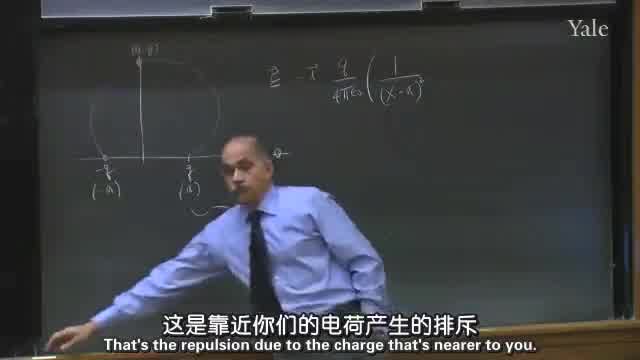 Yale
E = i q/4πε₀ ( 1/(x-a)²
-q q
(-a) (a)
这是靠近你们的电荷产生的排斥
That's the repulsion due to the charge that's nearer to you.